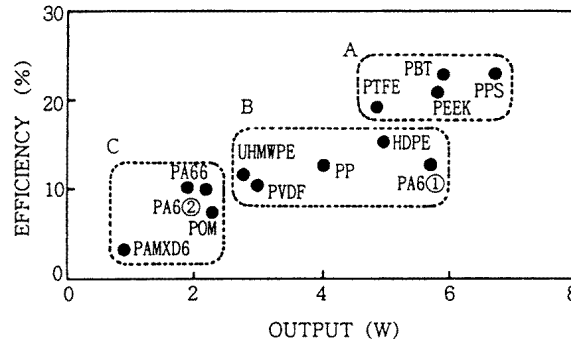 30
A
PBT
PTFE
PPS
20
PEEK
B
C
HDPE
UHMWPE
PA66
PP
10
PVDF
PA6①
PA6②
POM
PAMXD6
0
0 2 4 6 8
EFFICIENCY (%)
OUTPUT (W)